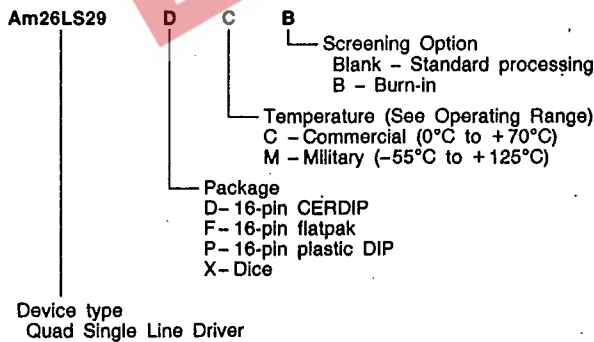 Am26LS29 D C B
Screening Option
Blank – Standard processing
B – Burn-in
Temperature (See Operating Range)
C – Commercial (0°C to +70°C)
M – Military (–55°C to +125°C)
Package
D– 16-pin CERDIP
F– 16-pin flatpak
P– 16-pin plastic DIP
X– Dice
Device type
Quad Single Line Driver